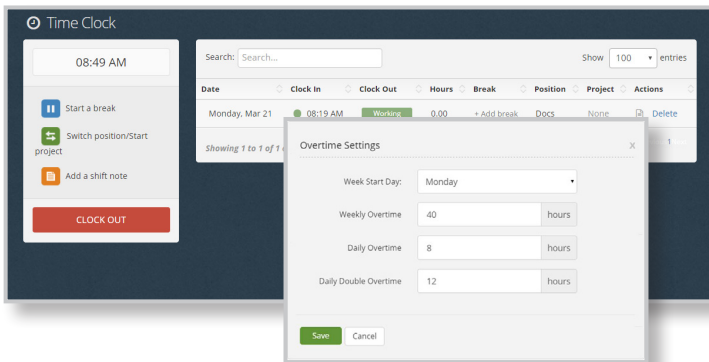 Time Clock
08:49 AM
Start a break
Switch position/Start
project
Add a shift note
CLOCK OUT
Search: Search...
Show 100 entries
Date Clock In Clock Out Hours Break Position Project Actions
Monday, Mar 21 08:19 AM Working 0.00 + Add break Docs None Delete
Showing 1 to 1 of 1
1
Overtime Settings X
Week Start Day: Monday
Weekly Overtime 40 hours
Daily Overtime 8 hours
Daily Double Overtime 12 hours
Save Cancel